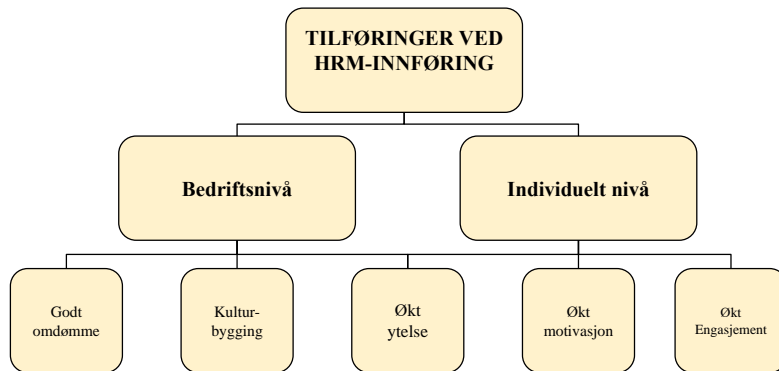 TILFØRINGER VED
HRM-INNFØRING
Bedriftsnivå
Individuelt nivå
Godt
omdømme
Kultur-
bygging
Økt
ytelse
Økt
motivasjon
Økt
Engasjement